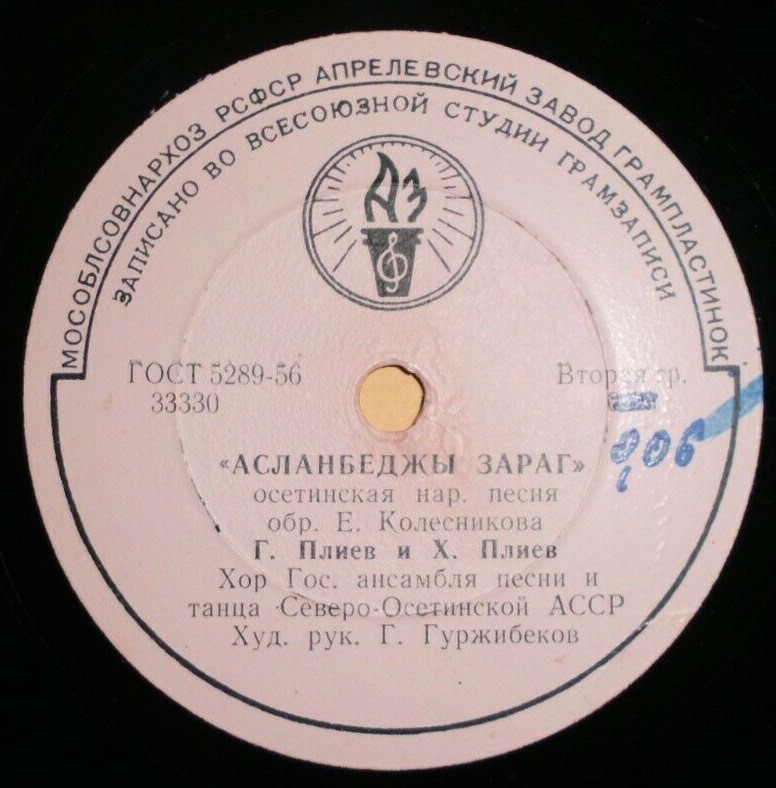 МОСОБЛСОВНАРХОЗ РСФСР АПРЕЛЕВСКИЙ ЗАВОД ГРАМПЛАСТИНОК
ЗАПИСАНО ВО ВСЕСОЮЗНОЙ СТУДИИ ГРАМЗАПИСИ
АЗ
ГОСТ 5289-56
Вторая гр.
33330
«АСЛАНБЕДЖЫ ЗАРАГ»
осетинская нар. песня
обр. Е. Колесникова
Г. Плиев и Х. Плиев
Хор Гос. ансамбля песни и
танца Северо-Осетинской АССР
Худ. рук. Г. Гуржибеков